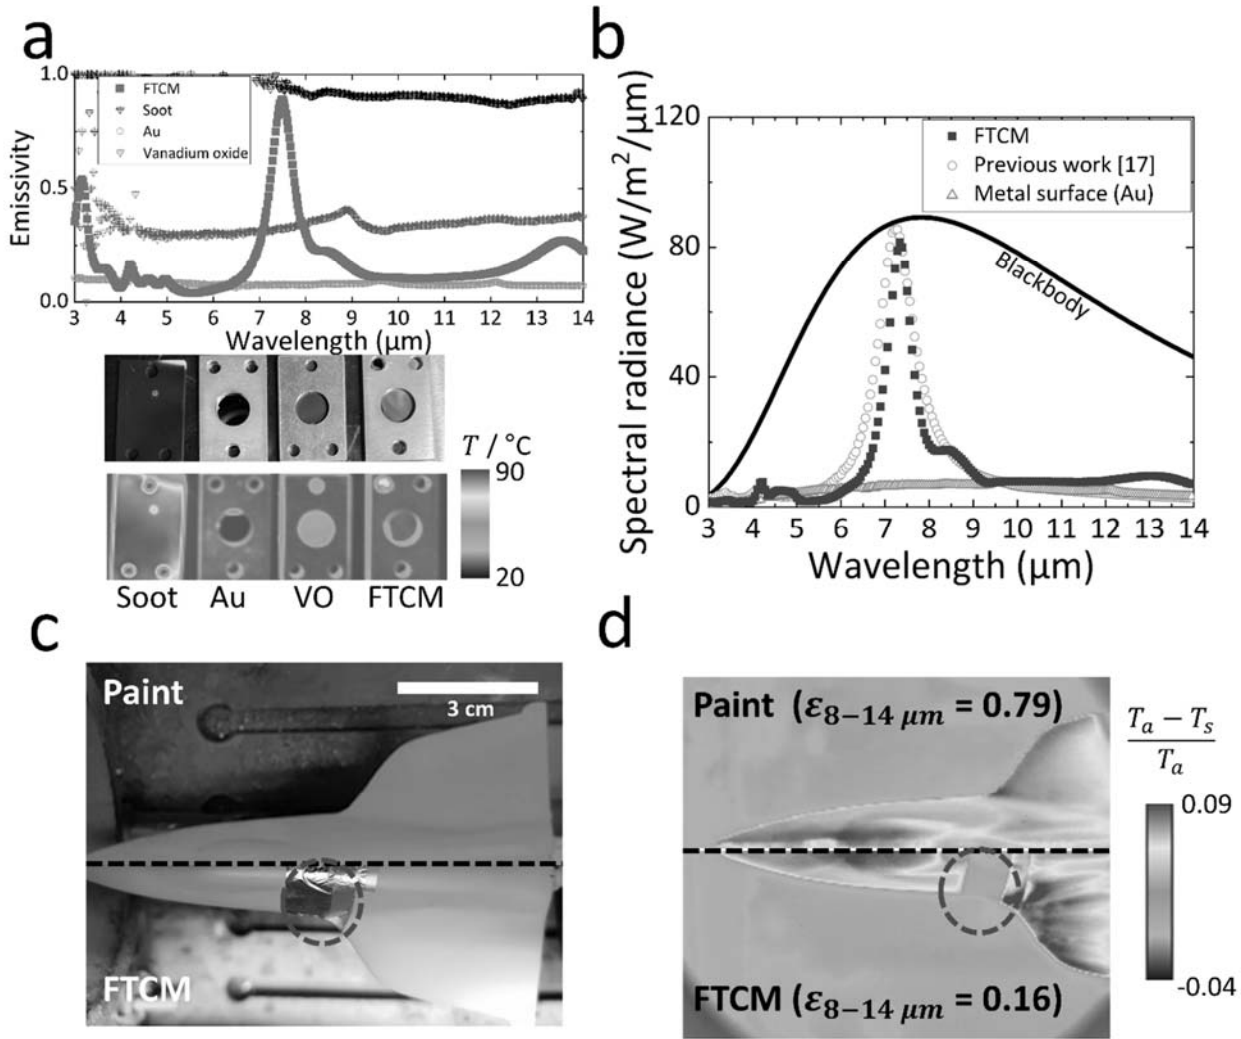 a
1.0
0.5
0.0
Emissivity
FTCM
Soot
Au
Vanadium oxide
3 4 5 6 7 8 9 10 11 12 13 14
Wavelength (μm)
T / °C
90
20
Soot Au VO FTCM
b
Spectral radiance (W/m²/μm)
120
80
40
0
FTCM
Previous work [17]
Metal surface (Au)
Blackbody
3 4 5 6 7 8 9 10 11 12 13 14
Wavelength (μm)
c
Paint
3 cm
FTCM
d
Paint (ε8−14 μm = 0.79)
FTCM (ε8−14 μm = 0.16)
Ta − Ts
Ta
0.09
-0.04